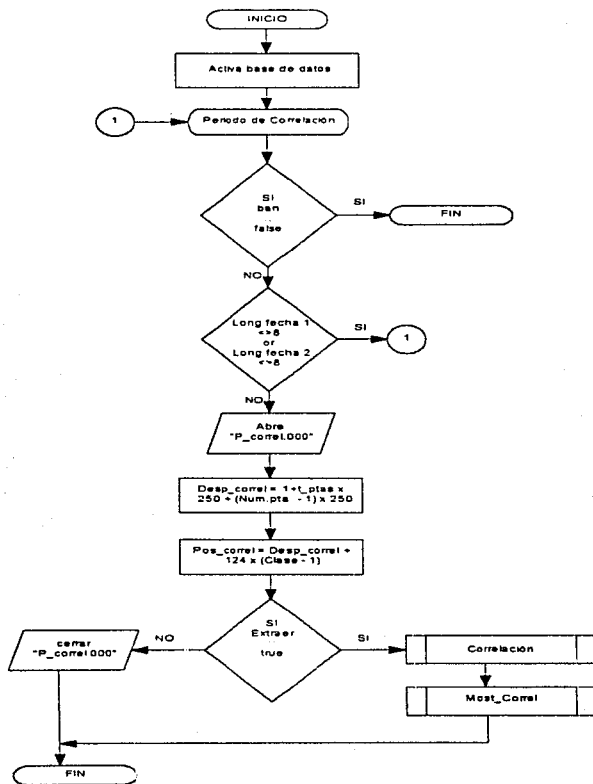 INICIO
Activa base de datos
1
Periodo de Correlación
SI
ban
false
SI
FIN
NO
Long fecha 1
<>8
or
Long fecha 2
<>8
SI
1
NO
Abre
"P_correl.000"
Desp_correl = 1+t_ptas x
250 + (Num.pta - 1) x 250
Pos_correl = Desp_correl +
124 x (Clase - 1)
SI
Extraer
true
NO
SI
cerrar
"P_correl.000"
Correlación
Most_Correl
FIN